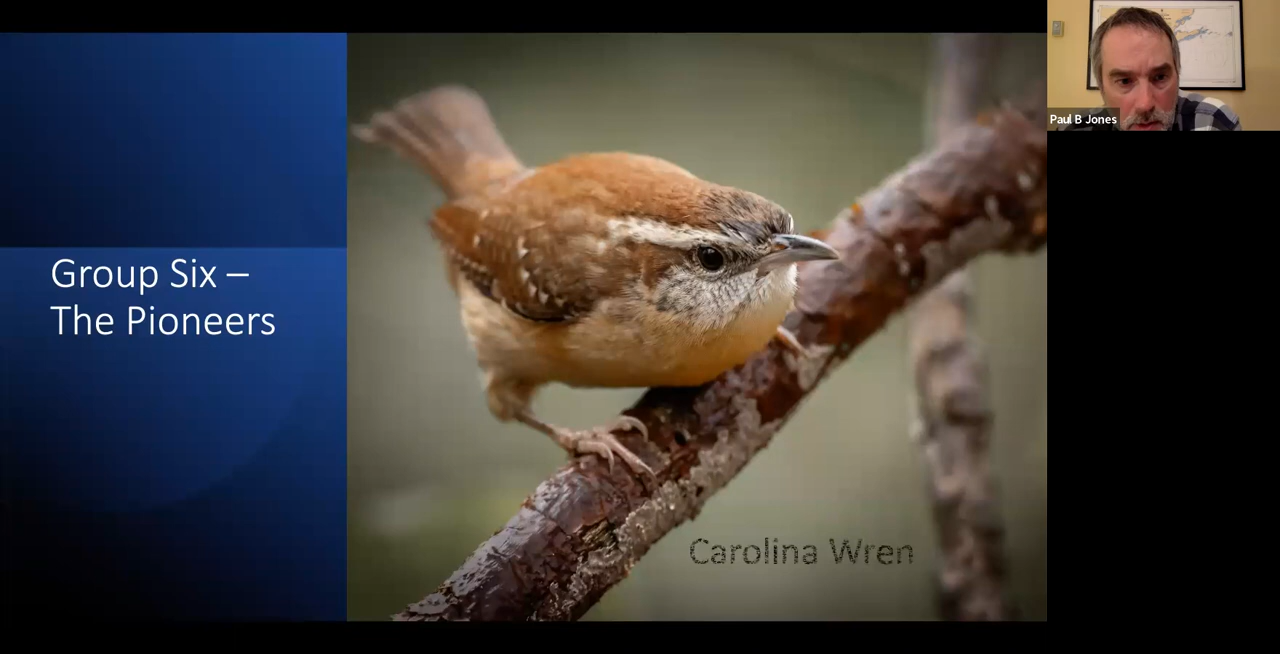 Group Six –
The Pioneers
Carolina Wren
Paul B Jones